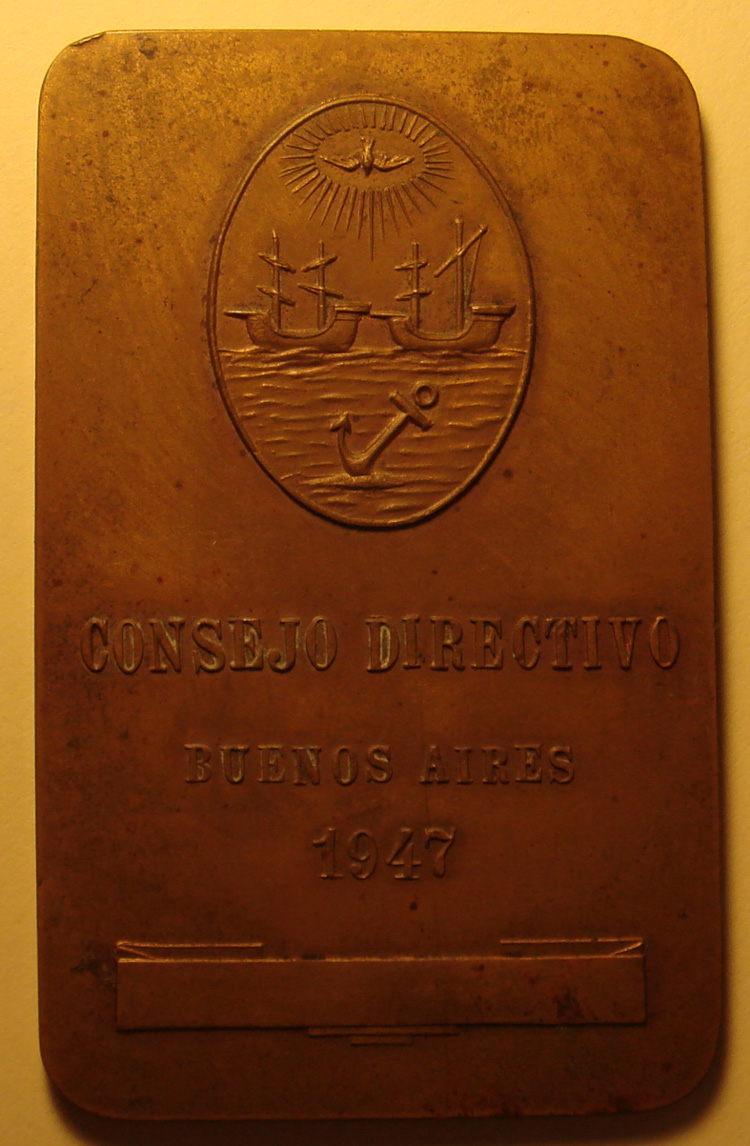 CONSEJO DIRECTIVO
BUENOS AIRES
1947